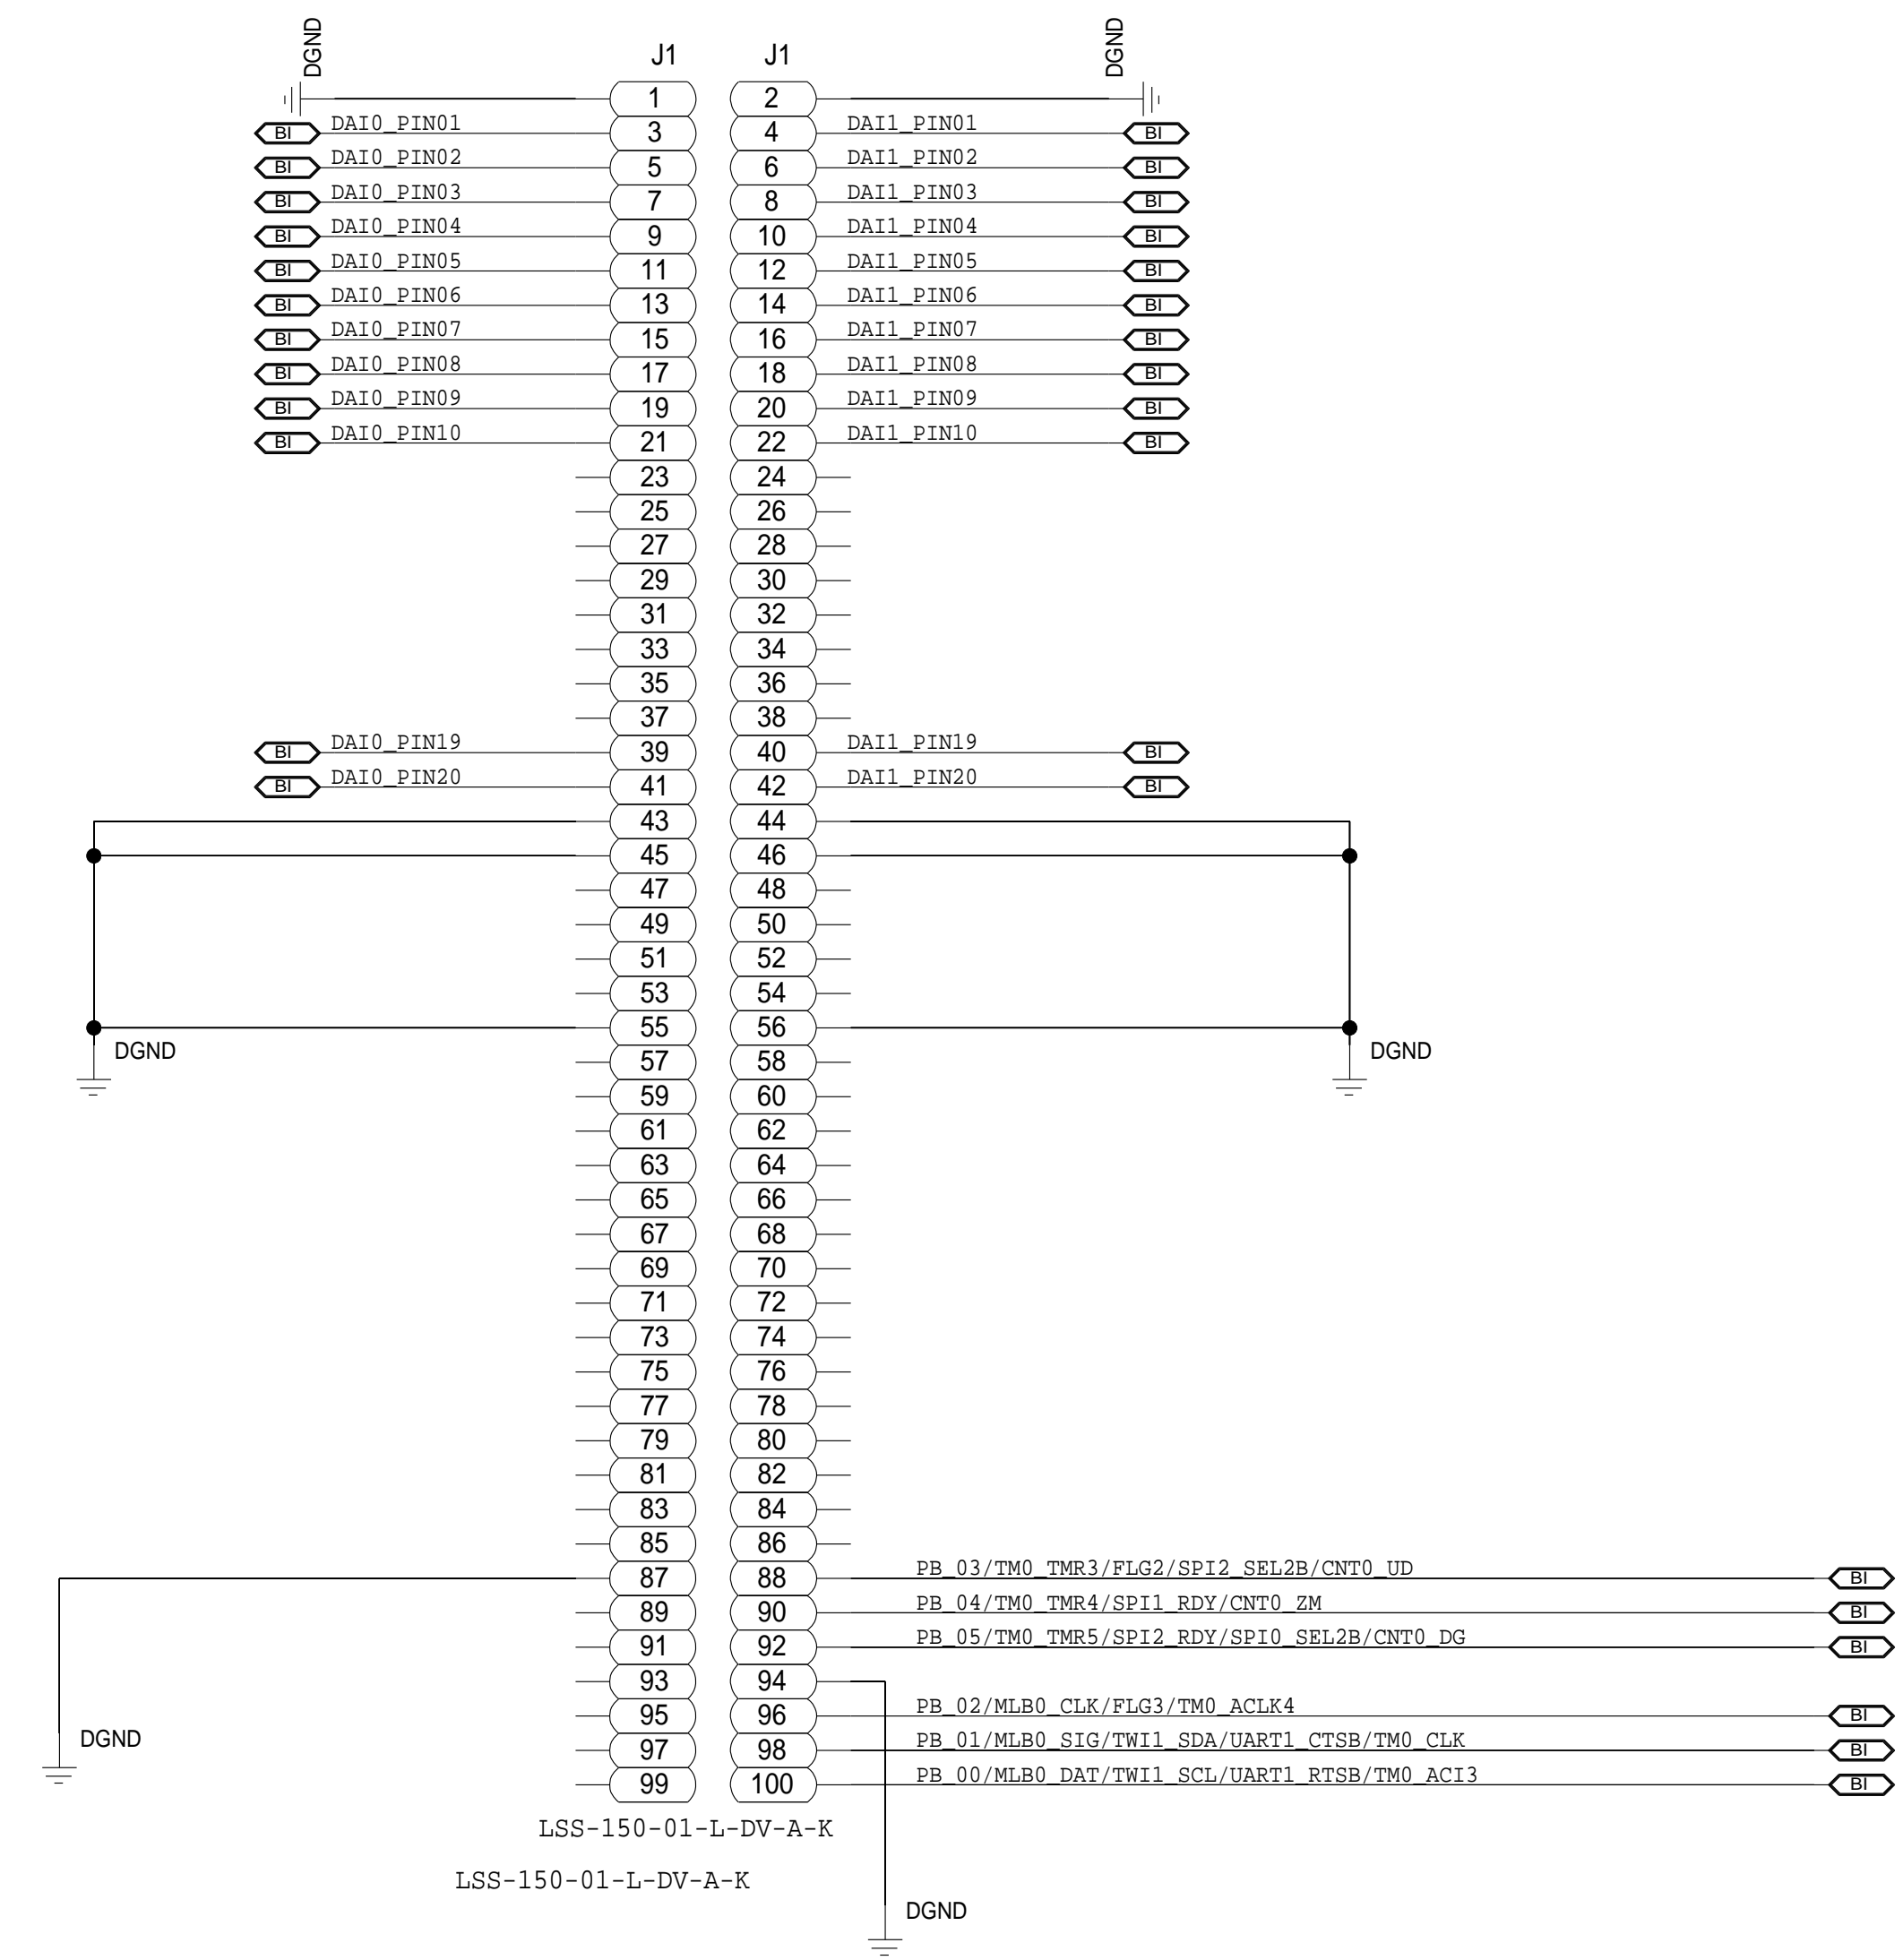 DGND DGND
J1 J1
1 2
DAI0_PIN01 DAI1_PIN01
BI 3 4 BI
DAI0_PIN02 DAI1_PIN02
BI 5 6 BI
DAI0_PIN03 DAI1_PIN03
BI 7 8 BI
DAI0_PIN04 DAI1_PIN04
BI 9 10 BI
DAI0_PIN05 DAI1_PIN05
BI 11 12 BI
DAI0_PIN06 DAI1_PIN06
BI 13 14 BI
DAI0_PIN07 DAI1_PIN07
BI 15 16 BI
DAI0_PIN08 DAI1_PIN08
BI 17 18 BI
DAI0_PIN09 DAI1_PIN09
BI 19 20 BI
DAI0_PIN10 DAI1_PIN10
BI 21 22 BI
23 24
25 26
27 28
29 30
31 32
33 34
35 36
37 38
DAI0_PIN19 DAI1_PIN19
BI 39 40 BI
DAI0_PIN20 DAI1_PIN20
BI 41 42 BI
43 44
45 46
47 48
49 50
51 52
53 54
55 56
DGND DGND
57 58
59 60
61 62
63 64
65 66
67 68
69 70
71 72
73 74
75 76
77 78
79 80
81 82
83 84
85 86
PB_03/TM0_TMR3/FLG2/SPI2_SEL2B/CNT0_UD
87 88 BI
PB_04/TM0_TMR4/SPI1_RDY/CNT0_ZM
89 90 BI
PB_05/TM0_TMR5/SPI2_RDY/SPI0_SEL2B/CNT0_DG
91 92 BI
93 94
PB_02/MLB0_CLK/FLG3/TM0_ACLK4
95 96 BI
DGND
PB_01/MLB0_SIG/TWI1_SDA/UART1_CTSB/TM0_CLK
97 98 BI
PB_00/MLB0_DAT/TWI1_SCL/UART1_RTSB/TM0_ACI3
99 100 BI
LSS-150-01-L-DV-A-K
LSS-150-01-L-DV-A-K
DGND